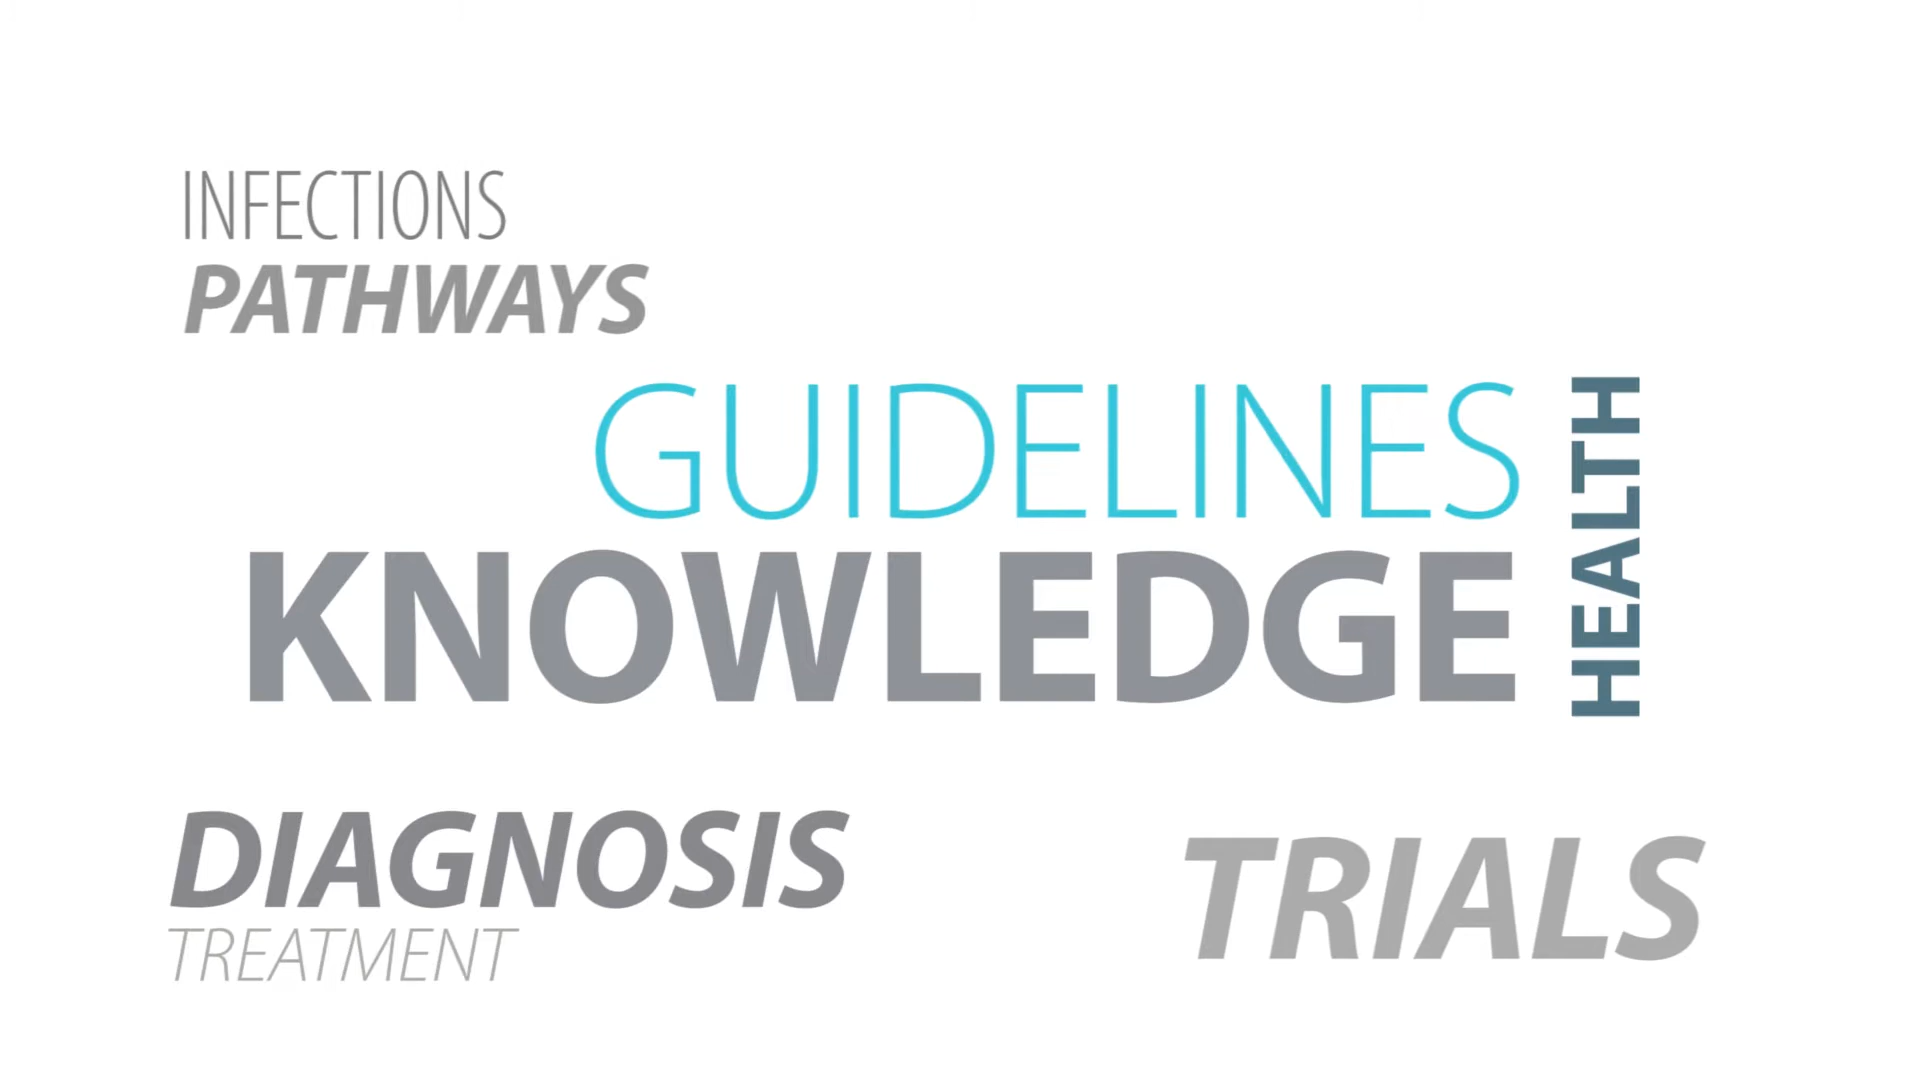 INFECTIONS
PATHWAYS
GUIDELINES
KNOWLEDGE
HEALTH
DIAGNOSIS
TREATMENT
TRIALS